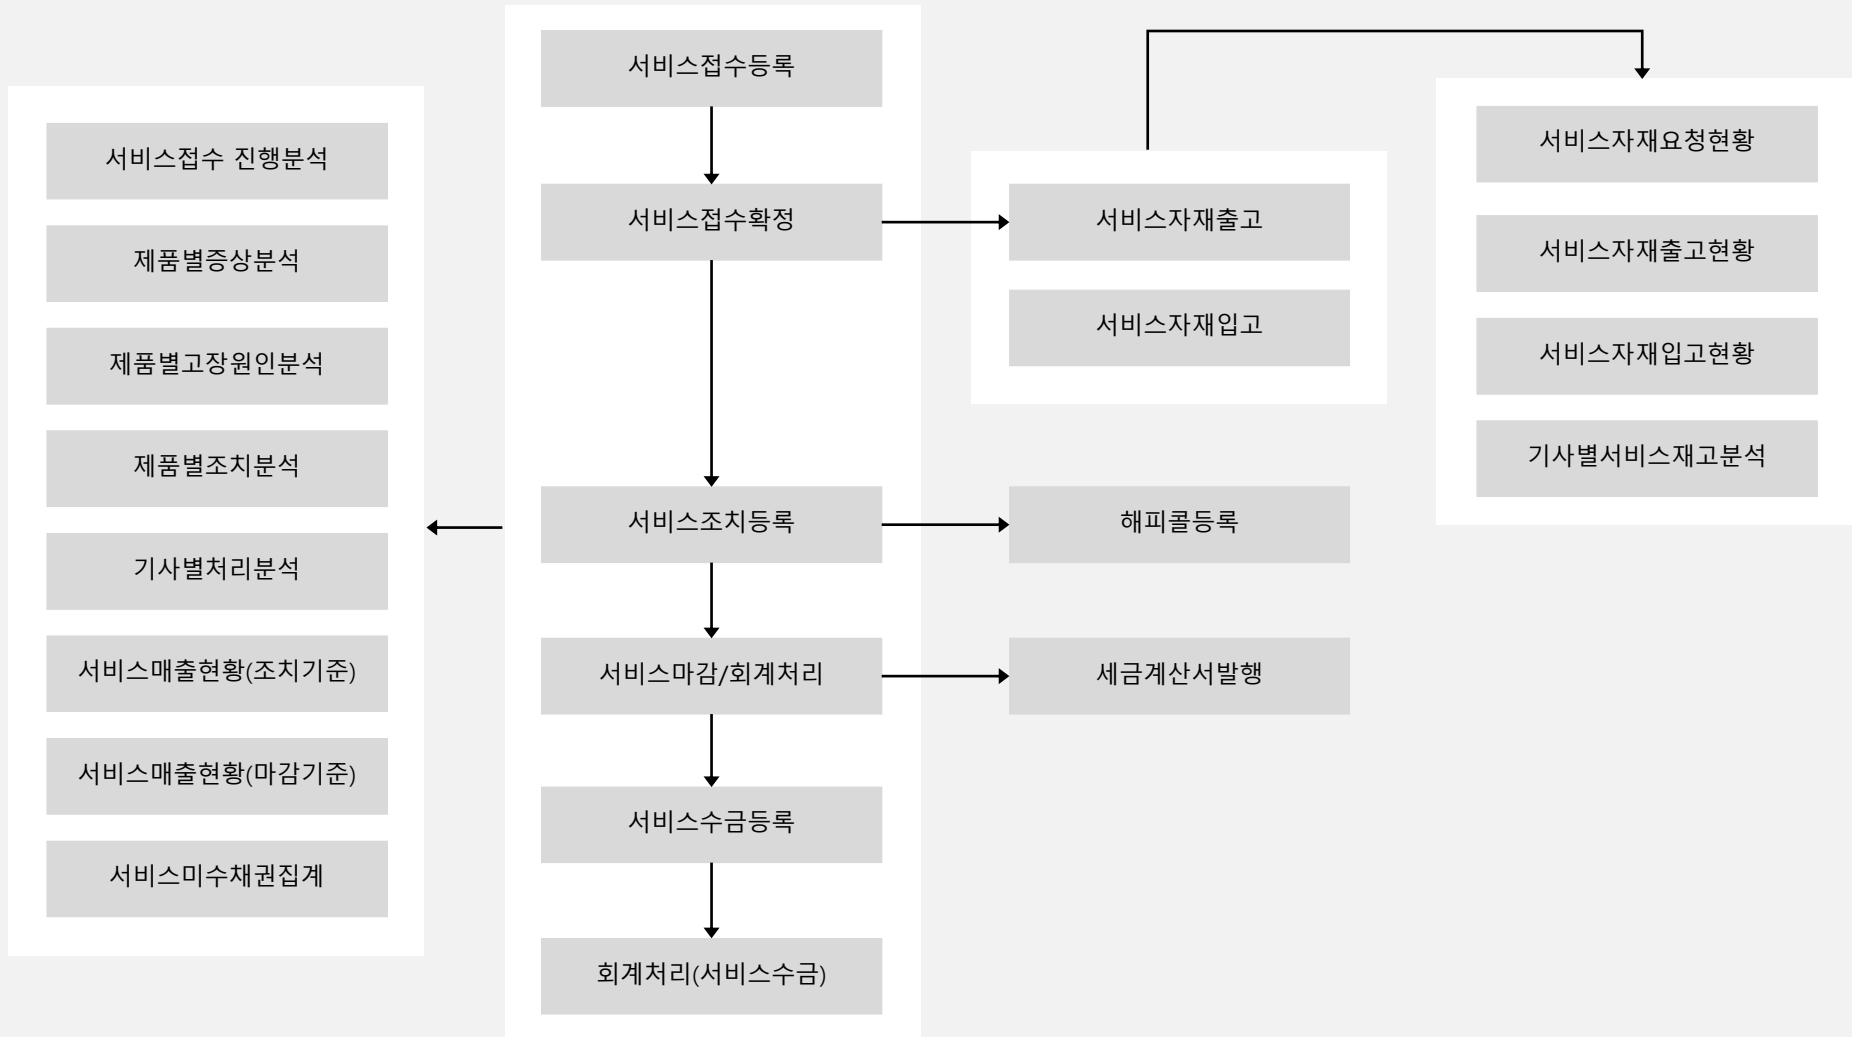 서비스접수 진행분석
제품별증상분석
제품별고장원인분석
제품별조치분석
기사별처리분석
서비스매출현황(조치기준)
서비스매출현황(마감기준)
서비스미수채권집계
서비스접수등록
서비스접수확정
서비스조치등록
서비스마감/회계처리
서비스수금등록
회계처리(서비스수금)
서비스자재출고
서비스자재입고
해피콜등록
세금계산서발행
서비스자재요청현황
서비스자재출고현황
서비스자재입고현황
기사별서비스재고분석